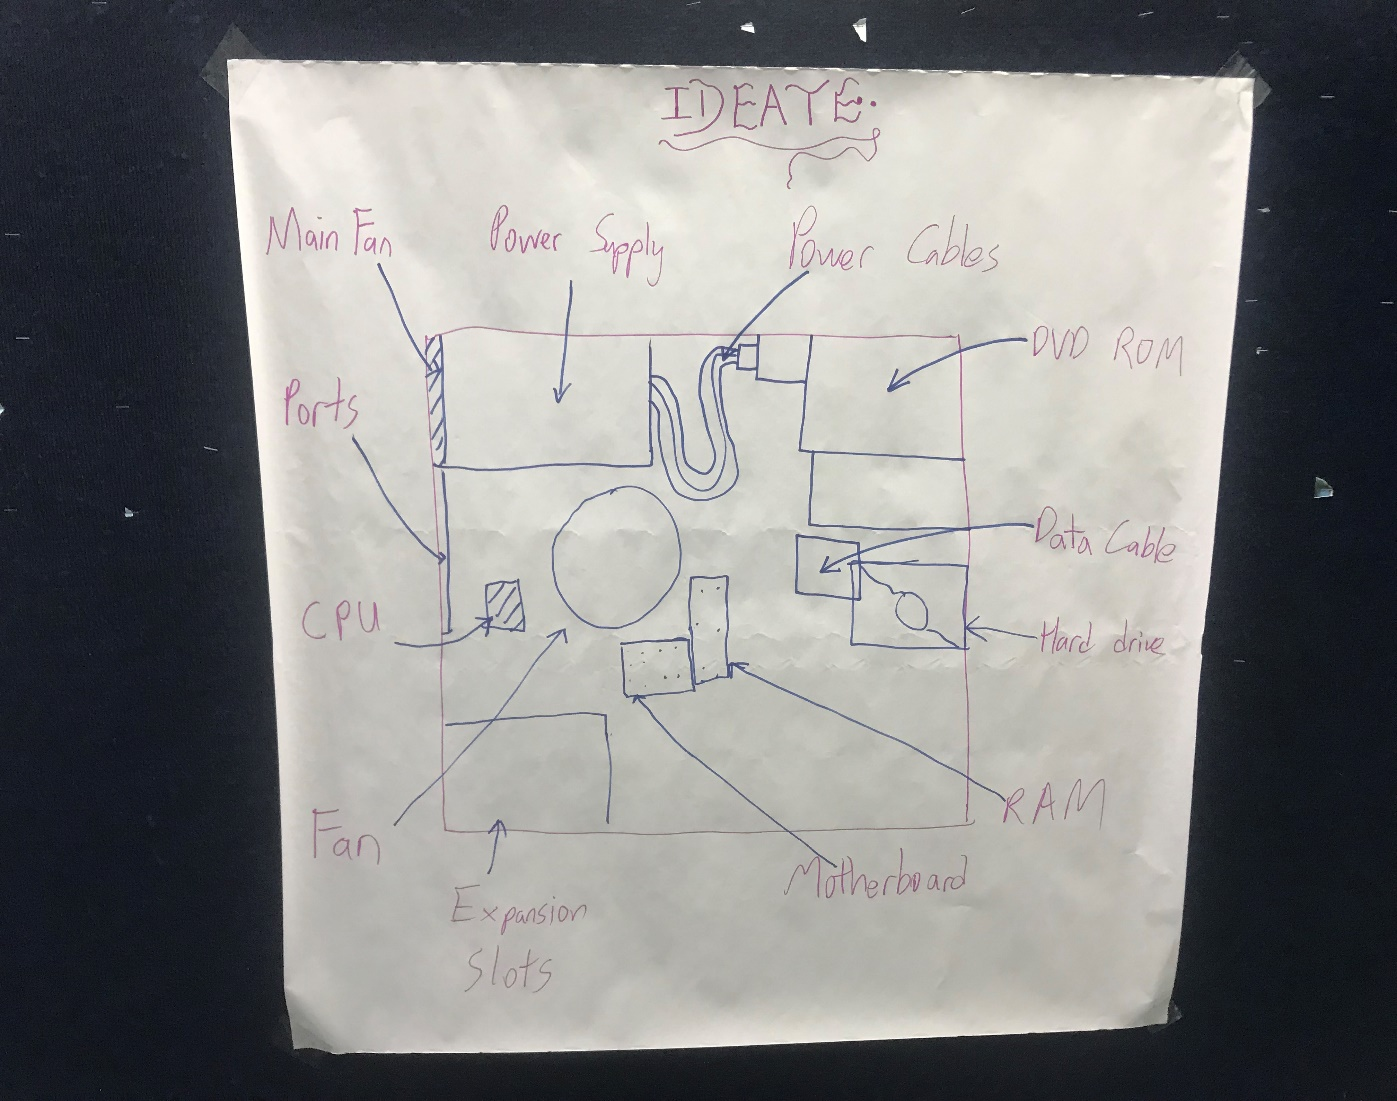 IDEATE.
Main Fan
Power Supply
Power Cables
DVD ROM
Ports
Data Cable
CPU
Hard drive
RAM
Fan
Motherboard
Expansion
Slots